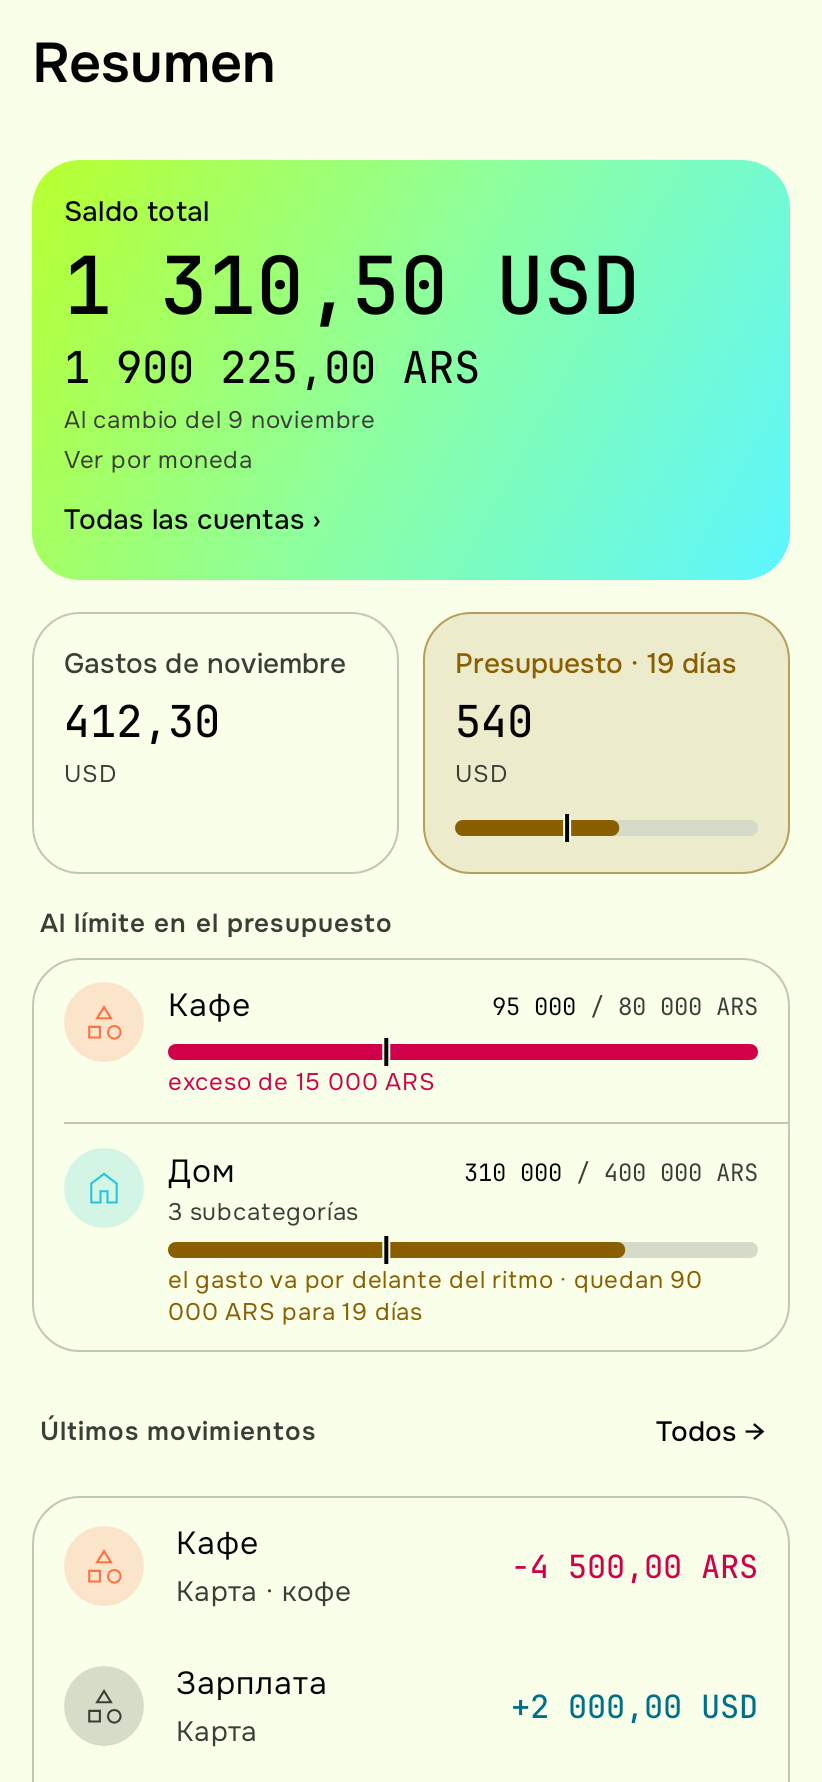 Resumen
Saldo total
1 310,50 USD
1 900 225,00 ARS
Al cambio del 9 noviembre
Ver por moneda
Todas las cuentas ›
Gastos de noviembre
412,30
USD
Presupuesto · 19 días
540
USD
Al límite en el presupuesto
Кафе
95 000 / 80 000 ARS
exceso de 15 000 ARS
Дом
310 000 / 400 000 ARS
3 subcategorías
el gasto va por delante del ritmo · quedan 90
000 ARS para 19 días
Últimos movimientos
Todos →
Кафе
Карта · кофе
-4 500,00 ARS
Зарплата
Карта
+2 000,00 USD